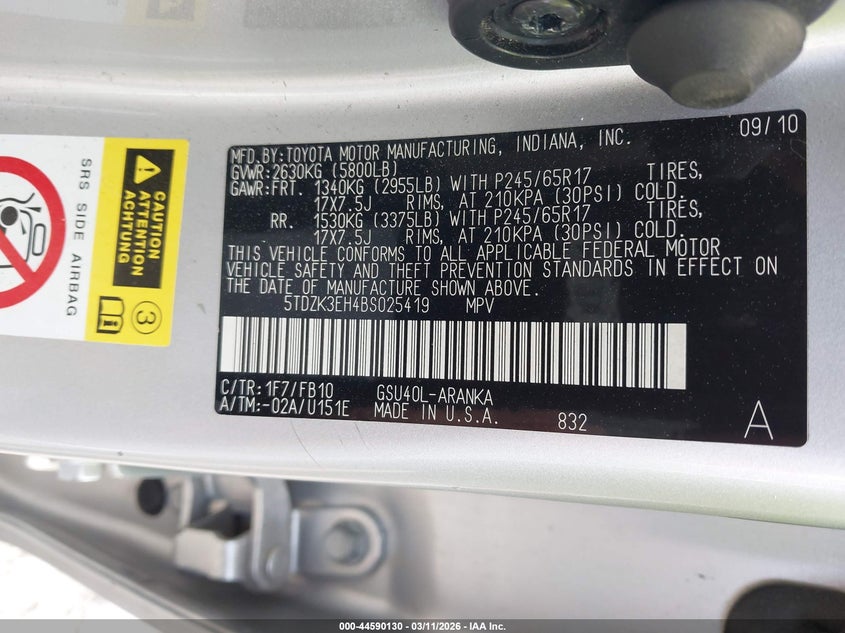 SRS SIDE AIRBAG
CAUTION
ATTENTION
ACHTUNG
3
09/10
MFD.BY:TOYOTA MOTOR MANUFACTURING, INDIANA, INC.
GVWR:2630KG (5800LB)
GAWR:FRT. 1340KG (2955LB) WITH P245/65R17 TIRES,
17X7.5J RIMS, AT 210KPA (30PSI) COLD.
RR. 1530KG (3375LB) WITH P245/65R17 TIRES,
17X7.5J RIMS, AT 210KPA (30PSI) COLD.
THIS VEHICLE CONFORMS TO ALL APPLICABLE FEDERAL MOTOR
VEHICLE SAFETY AND THEFT PREVENTION STANDARDS IN EFFECT ON
THE DATE OF MANUFACTURE SHOWN ABOVE.
5TDZK3EH4BS025419 MPV
C/TR:1F7/FB10 GSU40L-ARANKA
A/TM:-02A/U151E MADE IN U.S.A. 832
A
000-44590130 - 03/11/2026 - IAA Inc.